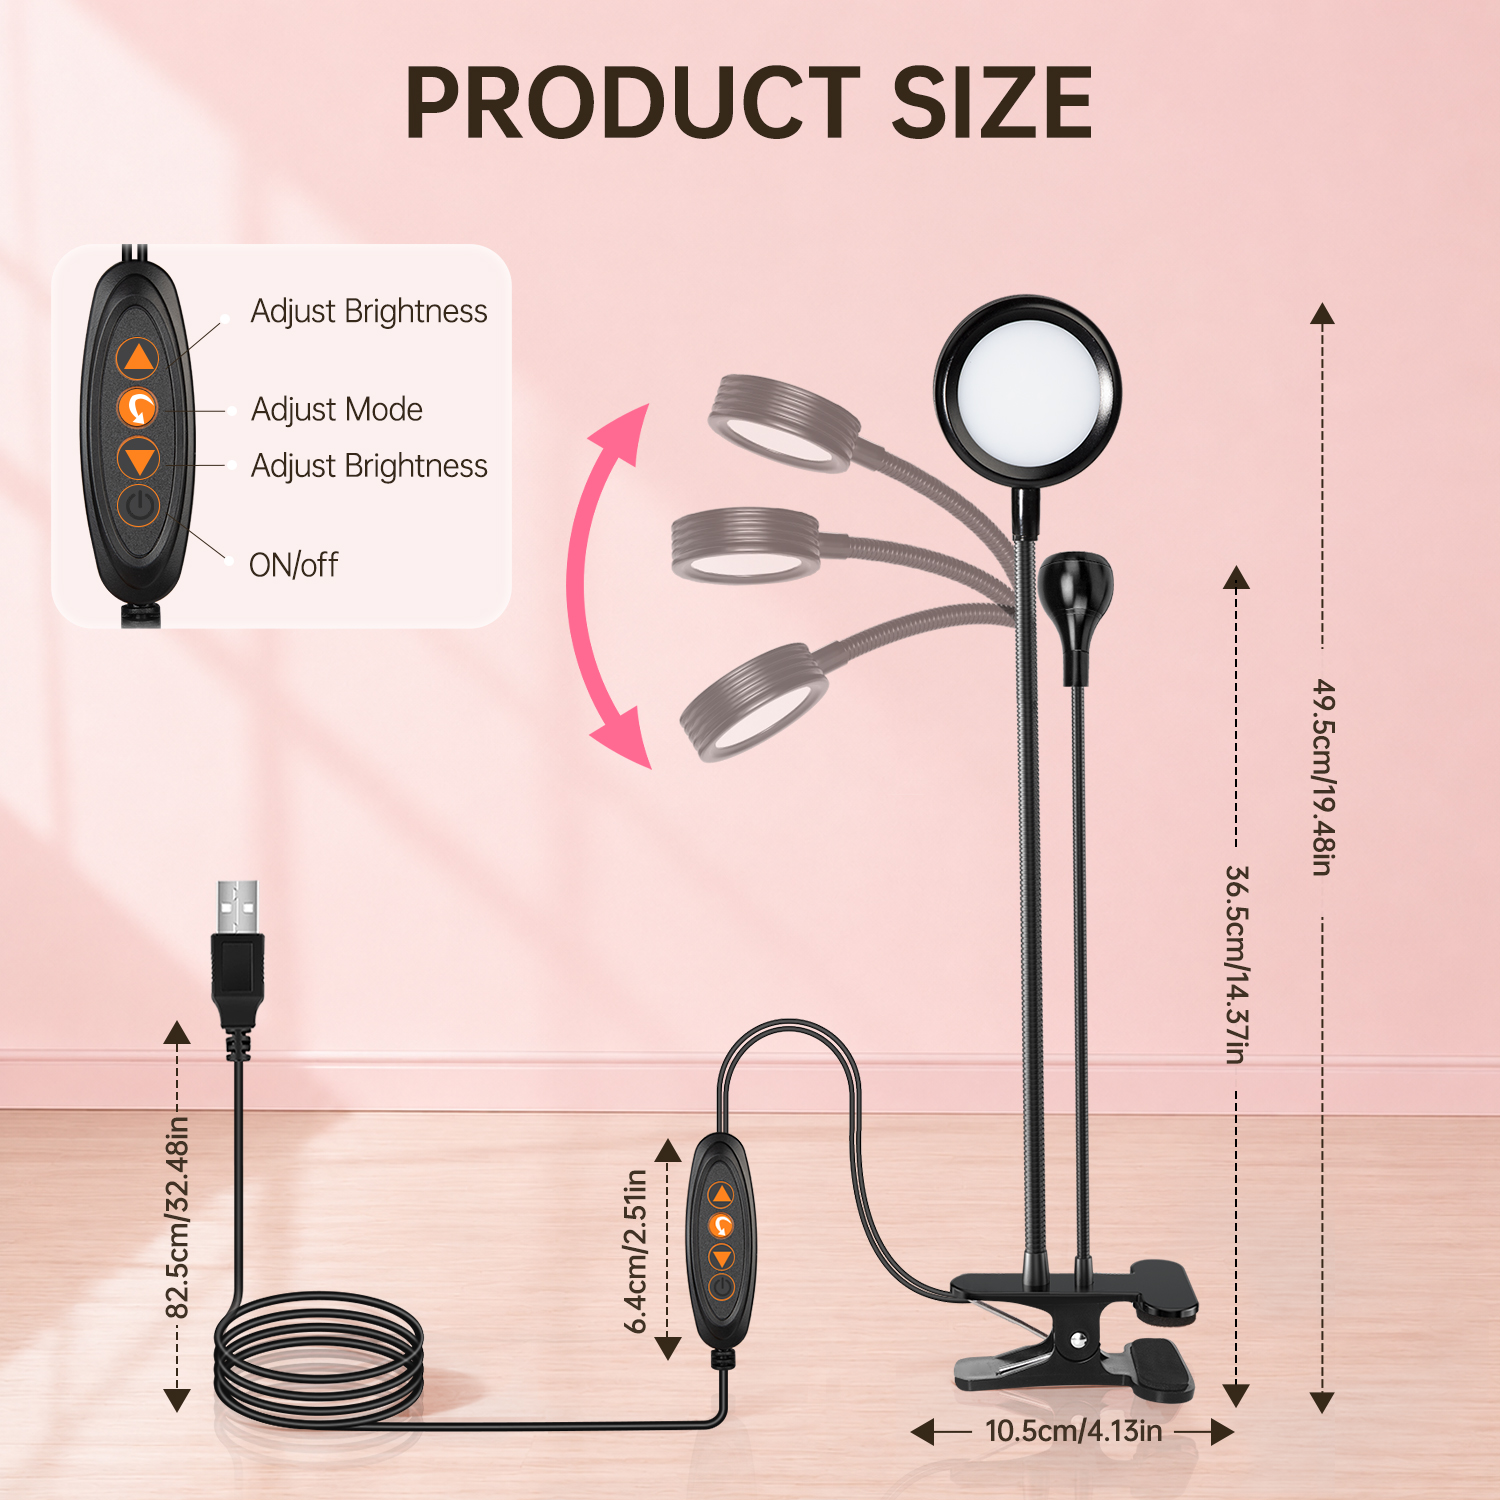 PRODUCT SIZE
Adjust Brightness
Adjust Mode
Adjust Brightness
ON/off
49.5cm/19.48in
36.5cm/14.37in
82.5cm/32.48in
6.4cm/2.51in
10.5cm/4.13in